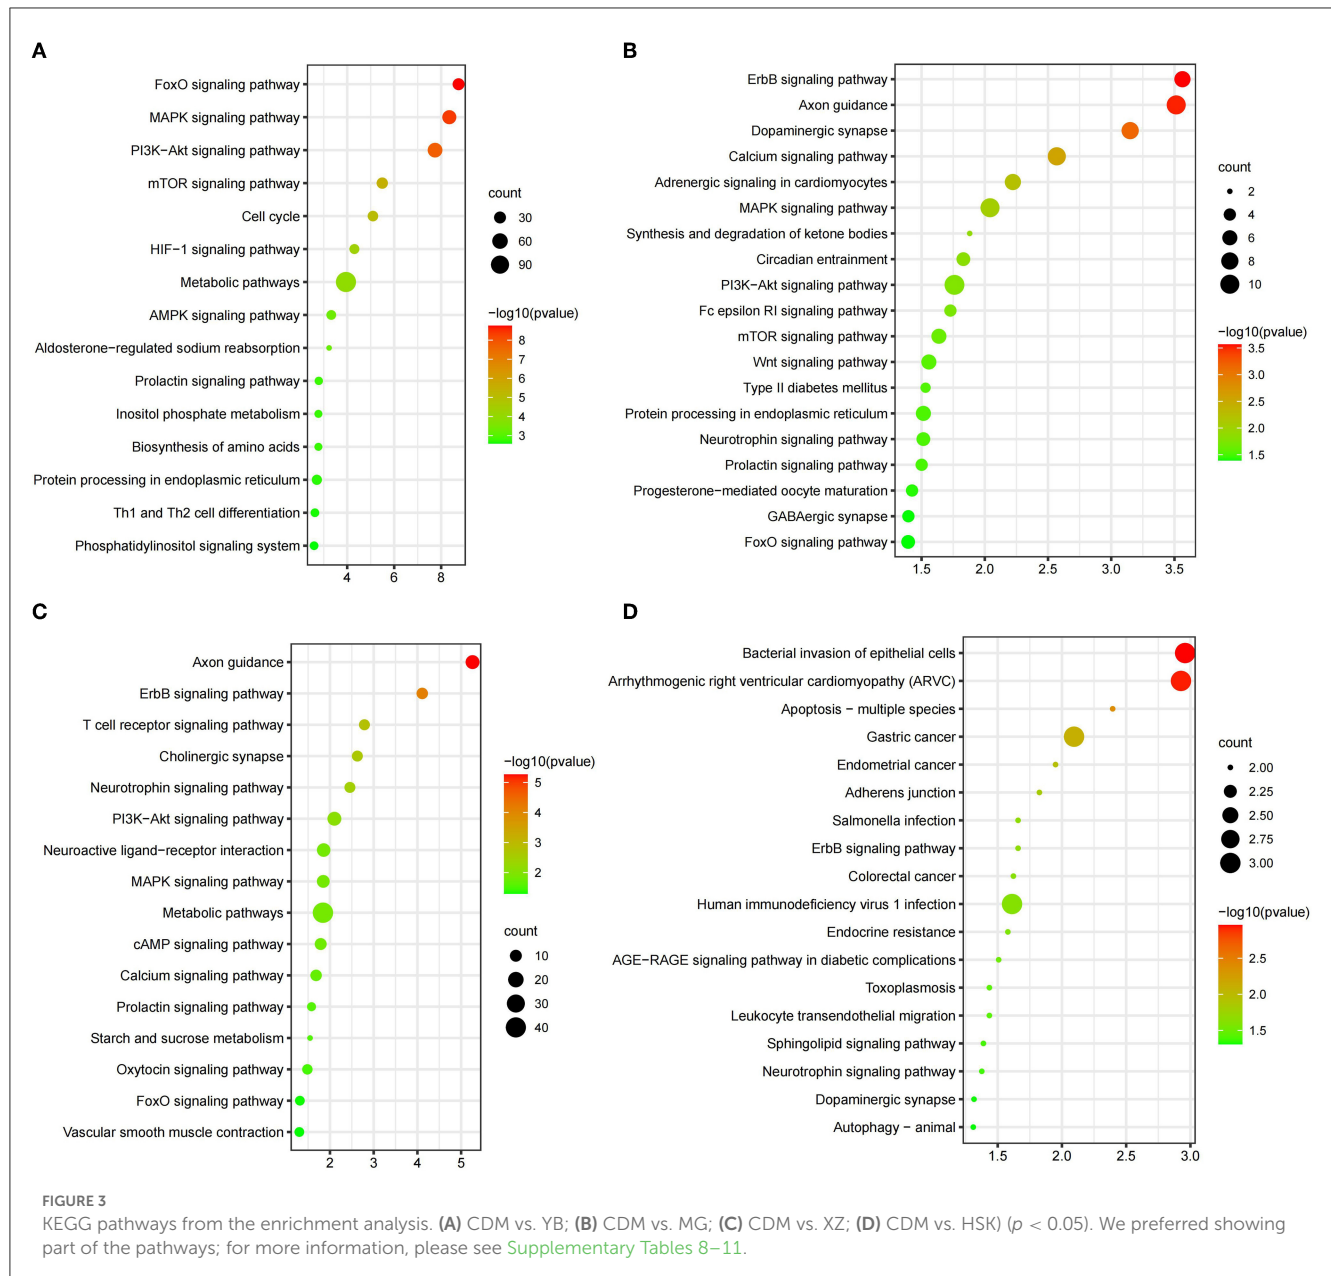 A
FoxO signaling pathway
MAPK signaling pathway
PI3K−Akt signaling pathway
mTOR signaling pathway
Cell cycle
HIF−1 signaling pathway
Metabolic pathways
AMPK signaling pathway
Aldosterone−regulated sodium reabsorption
Prolactin signaling pathway
Inositol phosphate metabolism
Biosynthesis of amino acids
Protein processing in endoplasmic reticulum
Th1 and Th2 cell differentiation
Phosphatidylinositol signaling system
4 6 8
count
30
60
90
−log10(pvalue)
8
7
6
5
4
3
B
ErbB signaling pathway
Axon guidance
Dopaminergic synapse
Calcium signaling pathway
Adrenergic signaling in cardiomyocytes
MAPK signaling pathway
Synthesis and degradation of ketone bodies
Circadian entrainment
PI3K−Akt signaling pathway
Fc epsilon RI signaling pathway
mTOR signaling pathway
Wnt signaling pathway
Type II diabetes mellitus
Protein processing in endoplasmic reticulum
Neurotrophin signaling pathway
Prolactin signaling pathway
Progesterone−mediated oocyte maturation
GABAergic synapse
FoxO signaling pathway
1.5 2.0 2.5 3.0 3.5
count
2
4
6
8
10
−log10(pvalue)
3.5
3.0
2.5
2.0
1.5
C
Axon guidance
ErbB signaling pathway
T cell receptor signaling pathway
Cholinergic synapse
Neurotrophin signaling pathway
PI3K−Akt signaling pathway
Neuroactive ligand−receptor interaction
MAPK signaling pathway
Metabolic pathways
cAMP signaling pathway
Calcium signaling pathway
Prolactin signaling pathway
Starch and sucrose metabolism
Oxytocin signaling pathway
FoxO signaling pathway
Vascular smooth muscle contraction
2 3 4 5
−log10(pvalue)
5
4
3
2
count
10
20
30
40
D
Bacterial invasion of epithelial cells
Arrhythmogenic right ventricular cardiomyopathy (ARVC)
Apoptosis − multiple species
Gastric cancer
Endometrial cancer
Adherens junction
Salmonella infection
ErbB signaling pathway
Colorectal cancer
Human immunodeficiency virus 1 infection
Endocrine resistance
AGE−RAGE signaling pathway in diabetic complications
Toxoplasmosis
Leukocyte transendothelial migration
Sphingolipid signaling pathway
Neurotrophin signaling pathway
Dopaminergic synapse
Autophagy − animal
1.5 2.0 2.5 3.0
count
2.00
2.25
2.50
2.75
3.00
−log10(pvalue)
2.5
2.0
1.5
FIGURE 3
KEGG pathways from the enrichment analysis. (A) CDM vs. YB; (B) CDM vs. MG; (C) CDM vs. XZ; (D) CDM vs. HSK) (p < 0.05). We preferred showing
part of the pathways; for more information, please see Supplementary Tables 8–11.